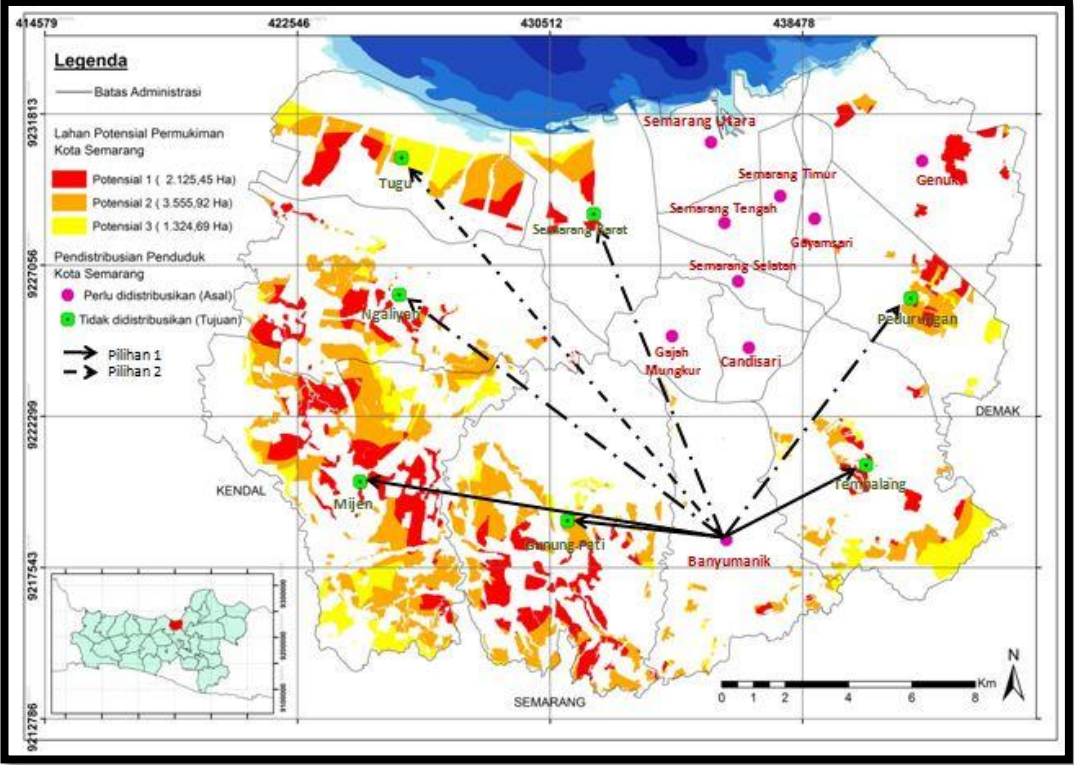 414579
422546
430512
438478
9231813
9227056
9222299
9217543
9212786
Legenda
Batas Administrasi
Lahan Potensial Permukiman
Kota Semarang
Potensial 1 ( 2.125,45 Ha)
Potensial 2 ( 3.555,92 Ha)
Potensial 3 ( 1.324,69 Ha)
Pendistribusian Penduduk
Kota Semarang
Perlu didistribusikan (Asal)
Tidak didistribusikan (Tujuan)
Pilihan 1
Pilihan 2
Semarang Utara
Semarang Timur
Genuk
Tugu
Semarang Tengah
Semarang Barat
Gayamsari
Semarang Selatan
Ngaliyan
Pedurungan
Gajah
Mungkur
Candisari
DEMAK
KENDAL
Mijen
Tembalang
Gunung Pati
Banyumanik
SEMARANG
N
Km
0 1 2 4 6 8
9300000
9200000
9100000